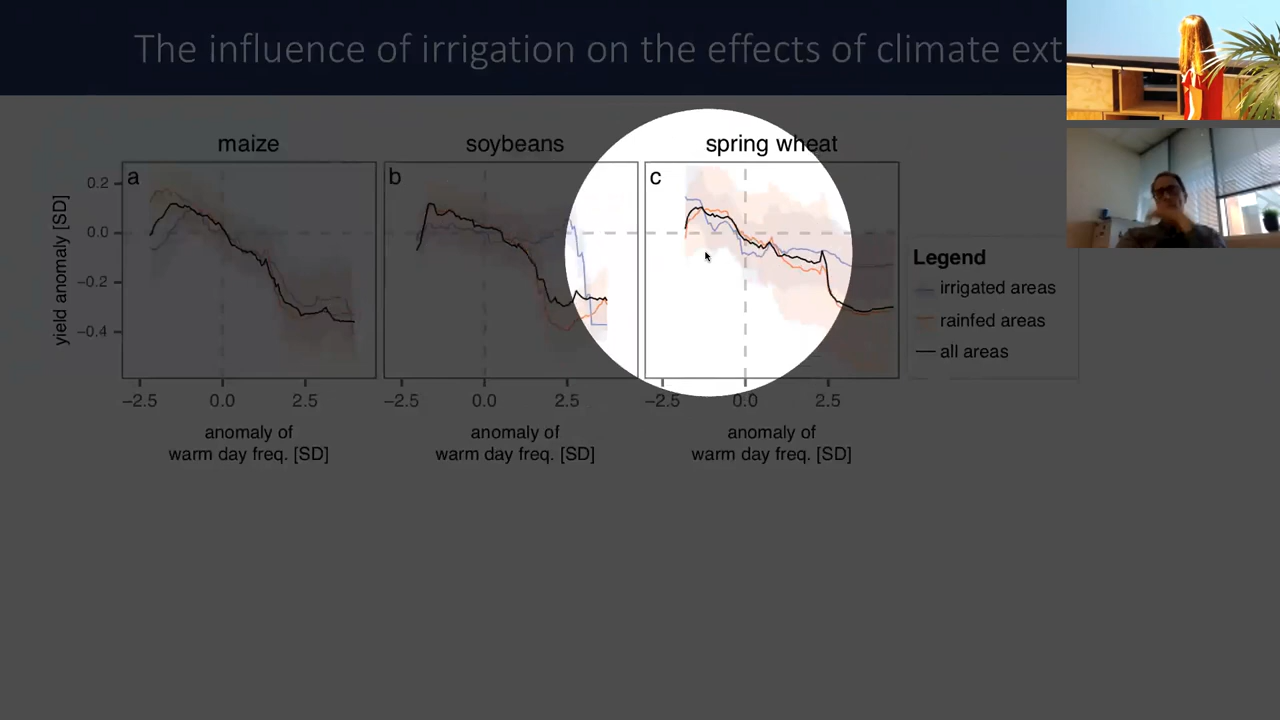 The influence of irrigation on the effects of climate ext
maize
soybeans
spring wheat
a
b
c
yield anomaly [SD]
0.2
0.0
−0.2
−0.4
Legend
irrigated areas
rainfed areas
all areas
−2.5 0.0 2.5
−2.5 0.0 2.5
−2.5 0.0 2.5
anomaly of
warm day freq. [SD]
anomaly of
warm day freq. [SD]
anomaly of
warm day freq. [SD]